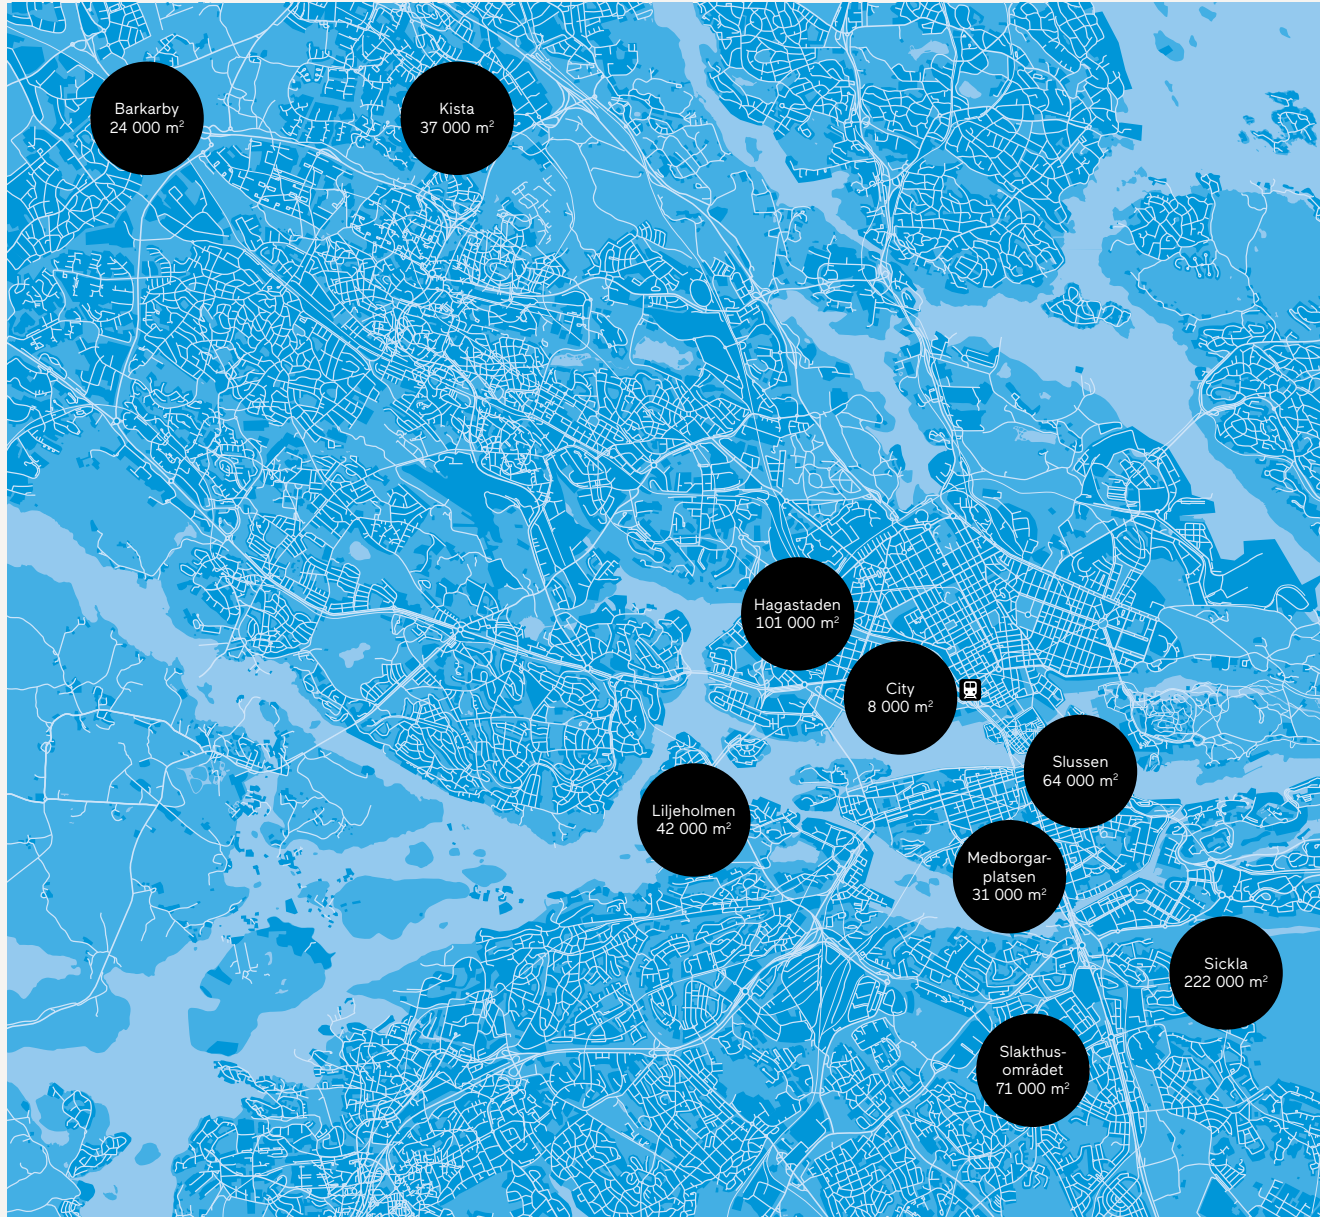 Barkarby
24 000 m²
Kista
37 000 m²
Hagastaden
101 000 m²
City
8 000 m²
Slussen
64 000 m²
Liljeholmen
42 000 m²
Medborgar-
platsen
31 000 m²
Sickla
222 000 m²
Slakthus-
området
71 000 m²